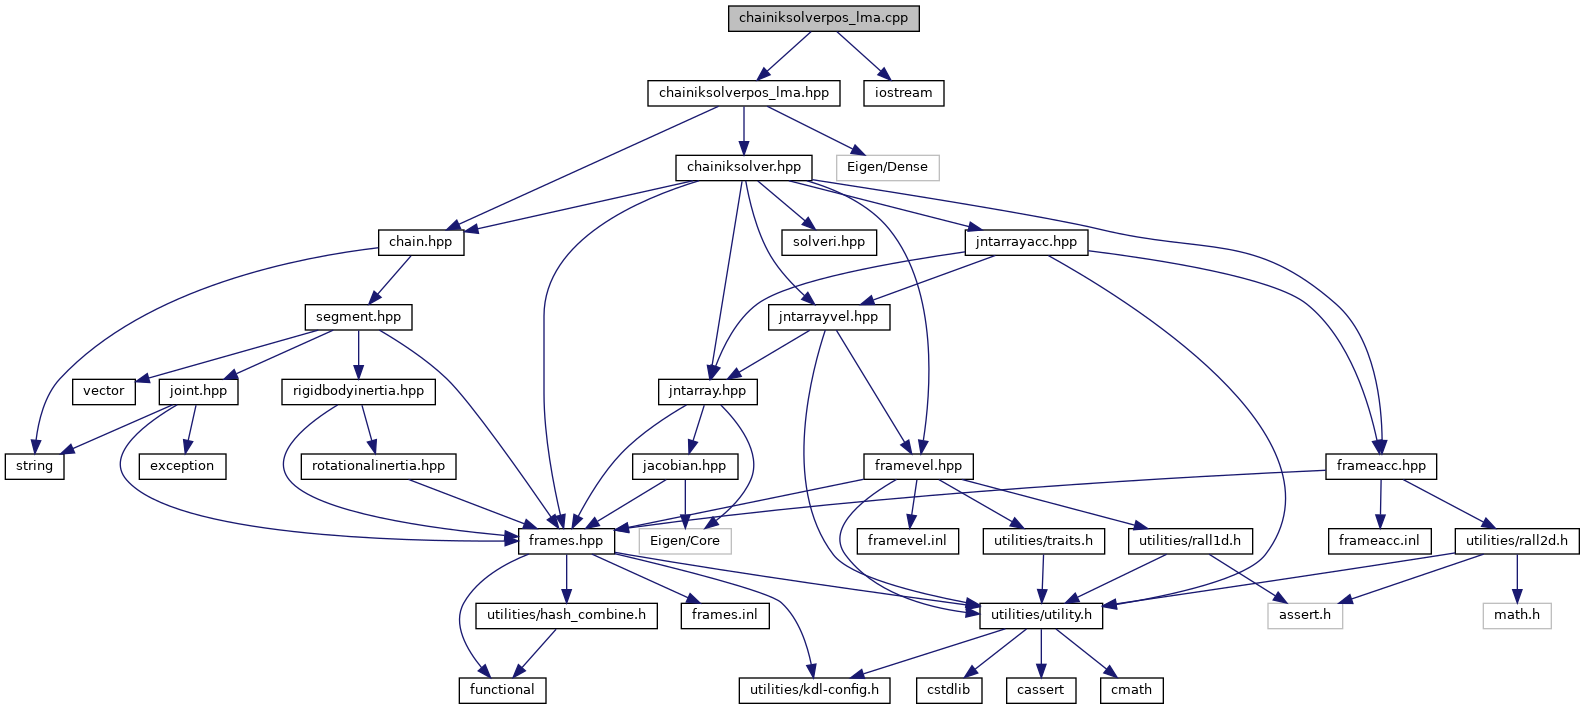 chainiksolverpos_lma.cpp
chainiksolverpos_lma.hpp
iostream
chainiksolver.hpp
Eigen/Dense
chain.hpp
solveri.hpp
jntarrayacc.hpp
segment.hpp
jntarrayvel.hpp
vector
joint.hpp
rigidbodyinertia.hpp
jntarray.hpp
string
exception
rotationalinertia.hpp
jacobian.hpp
framevel.hpp
frameacc.hpp
frames.hpp
Eigen/Core
framevel.inl
utilities/traits.h
utilities/rall1d.h
frameacc.inl
utilities/rall2d.h
utilities/hash_combine.h
frames.inl
utilities/utility.h
assert.h
math.h
functional
utilities/kdl-config.h
cstdlib
cassert
cmath